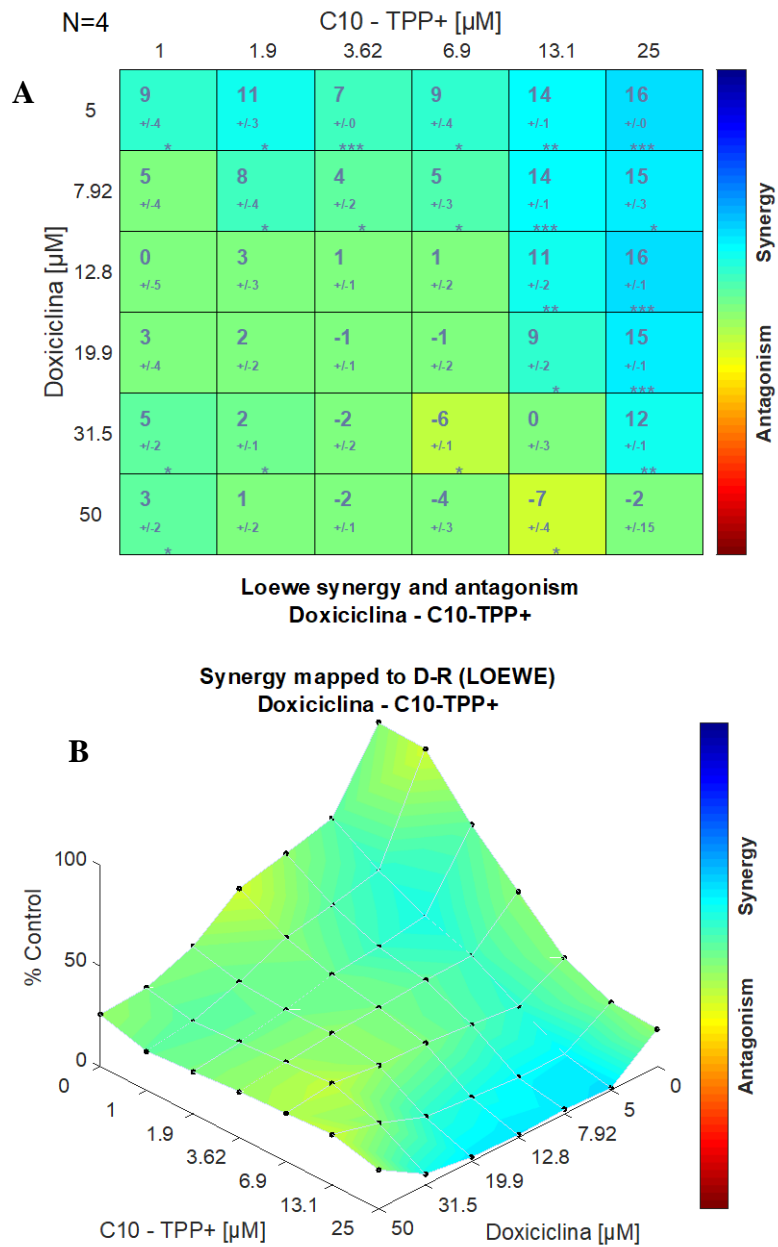 N=4
C10 - TPP+ [µM]
1 1.9 3.62 6.9 13.1 25
A
Doxiciclina [µM]
5
9 11 7 9 14 16
+/-4 +/-3 +/-0 +/-4 +/-1 +/-0
* * *** * ** ***
7.92
5 8 4 5 14 15
+/-4 +/-4 +/-2 +/-3 +/-1 +/-3
* * * *** *
12.8
0 3 1 1 11 16
+/-5 +/-3 +/-1 +/-2 +/-2 +/-1
** ***
19.9
3 2 -1 -1 9 15
+/-4 +/-2 +/-1 +/-2 +/-2 +/-1
* ***
31.5
5 2 -2 -6 0 12
+/-2 +/-1 +/-2 +/-1 +/-3 +/-1
* * * **
50
3 1 -2 -4 -7 -2
+/-2 +/-2 +/-1 +/-3 +/-4 +/-15
* *
Synergy
Antagonism
Loewe synergy and antagonism
Doxiciclina - C10-TPP+
Synergy mapped to D-R (LOEWE)
Doxiciclina - C10-TPP+
B
% Control
100
50
0
0 1 1.9 3.62 6.9 13.1 25
C10 - TPP+ [µM]
50 31.5 19.9 12.8 7.92 5 0
Doxiciclina [µM]
Synergy
Antagonism